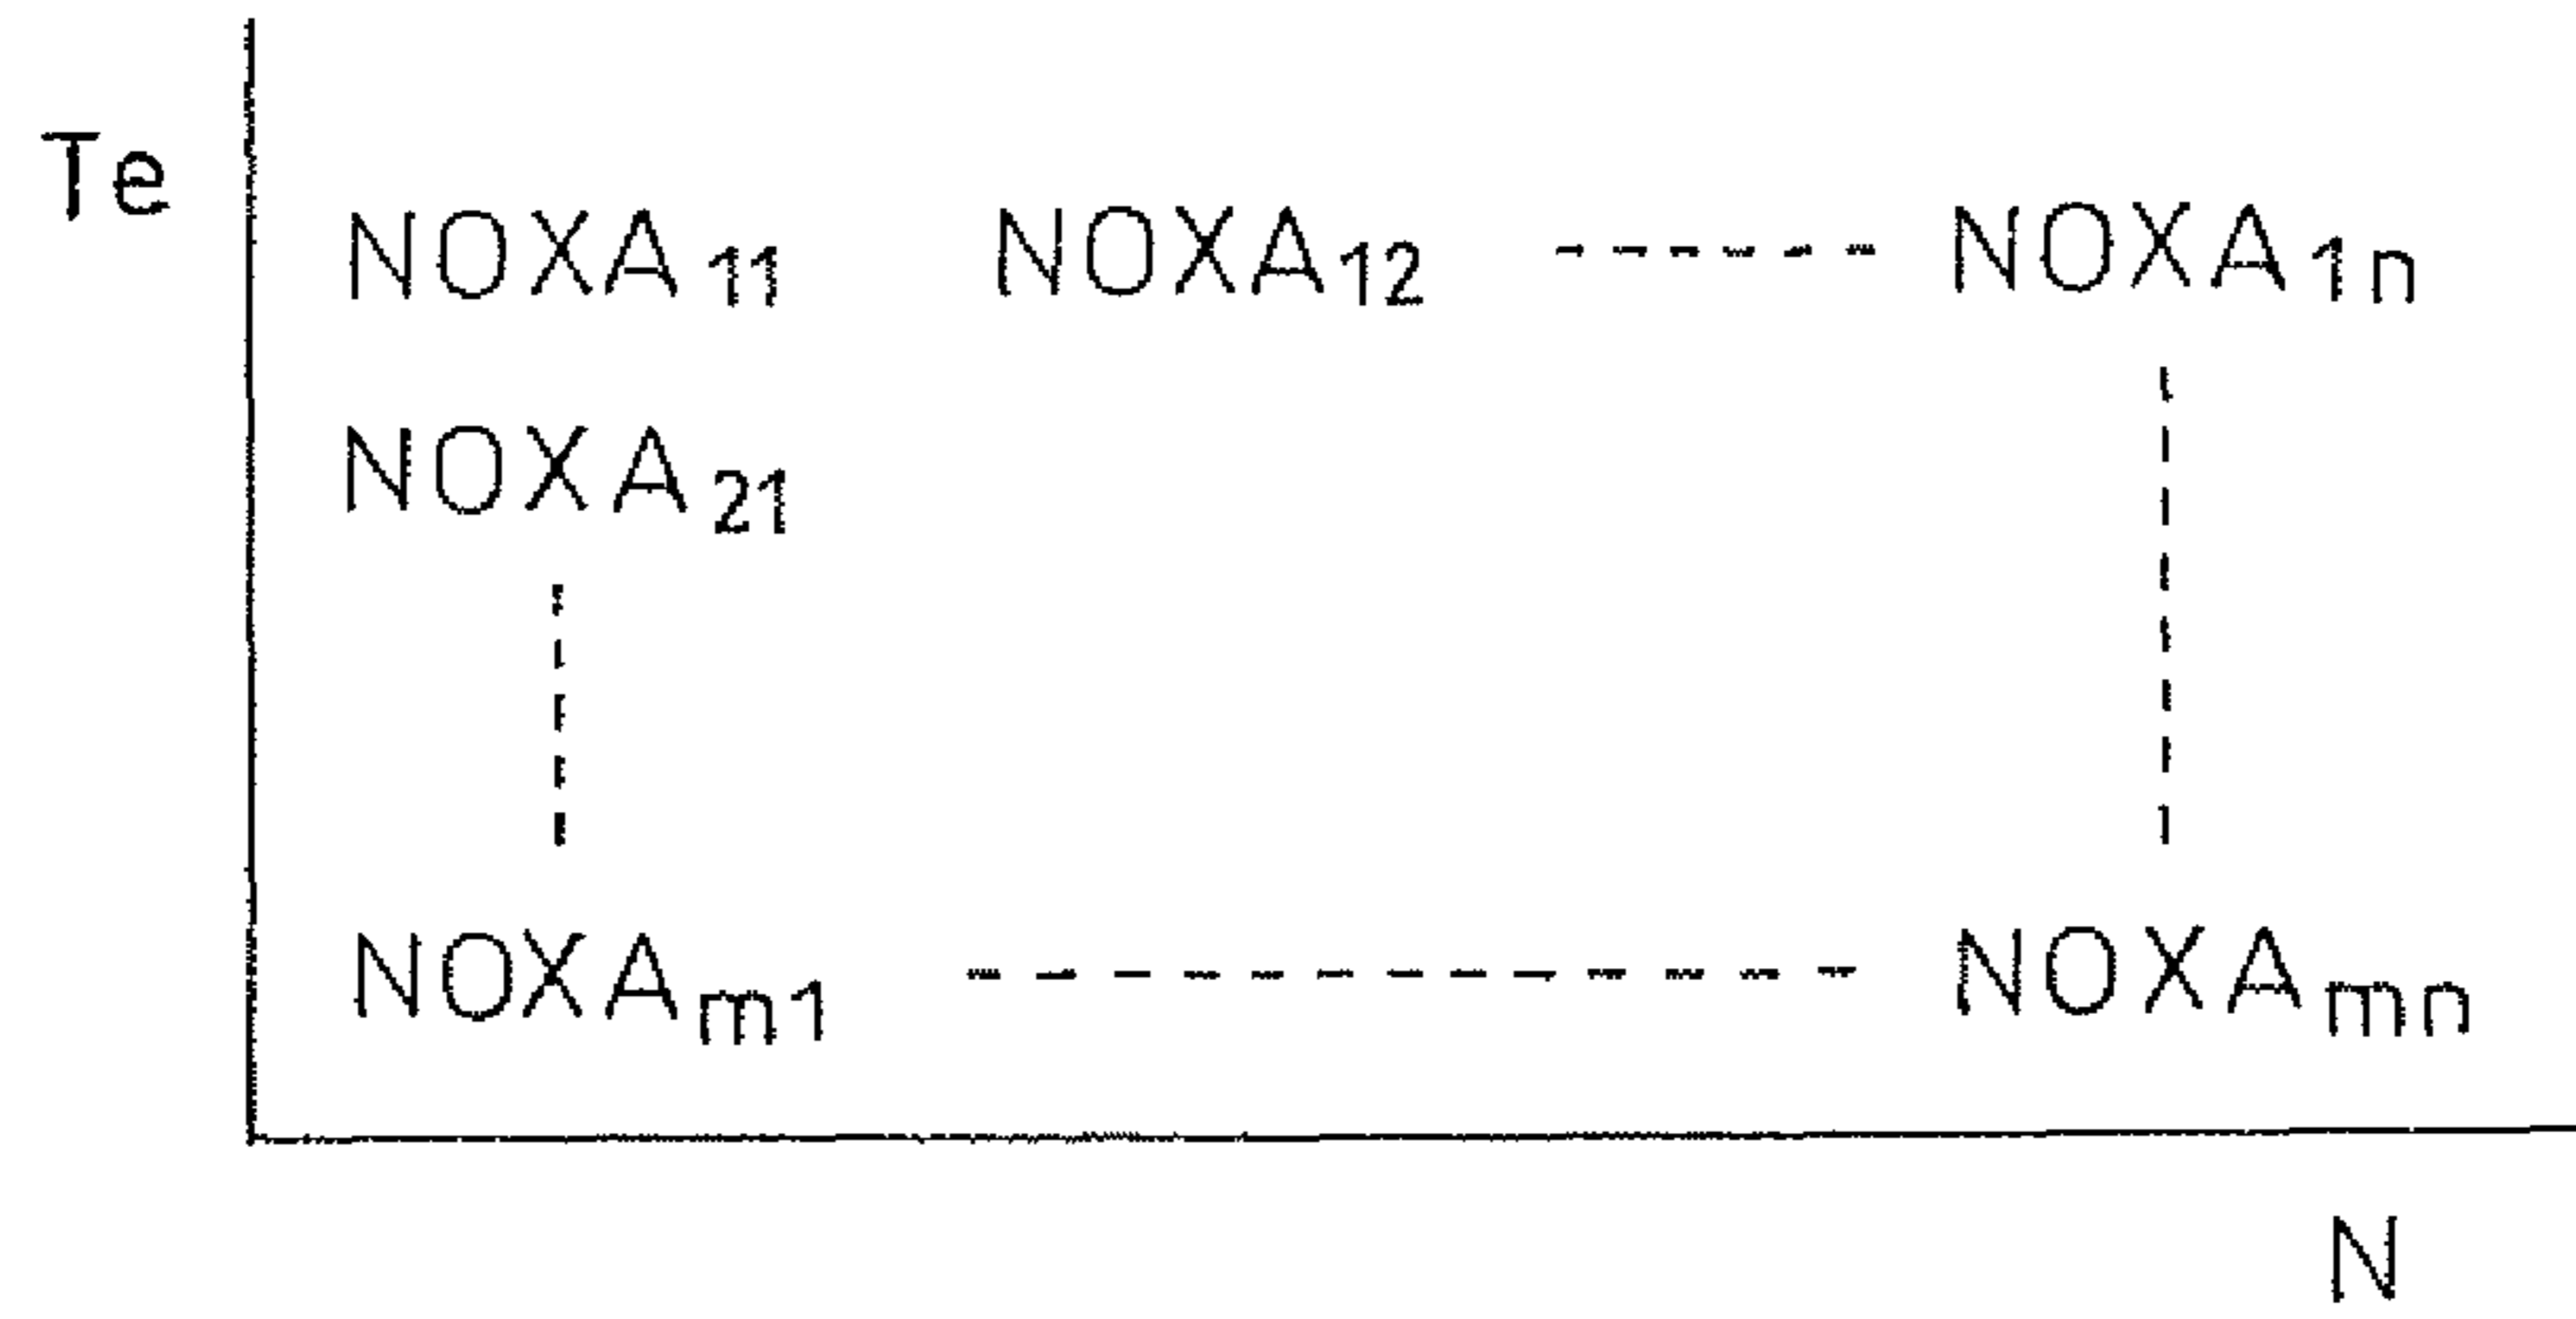 Te
NOXA11 NOXA12 ------ NOXA1n
NOXA21
NOXAm1 ------------- NOXAmn
N